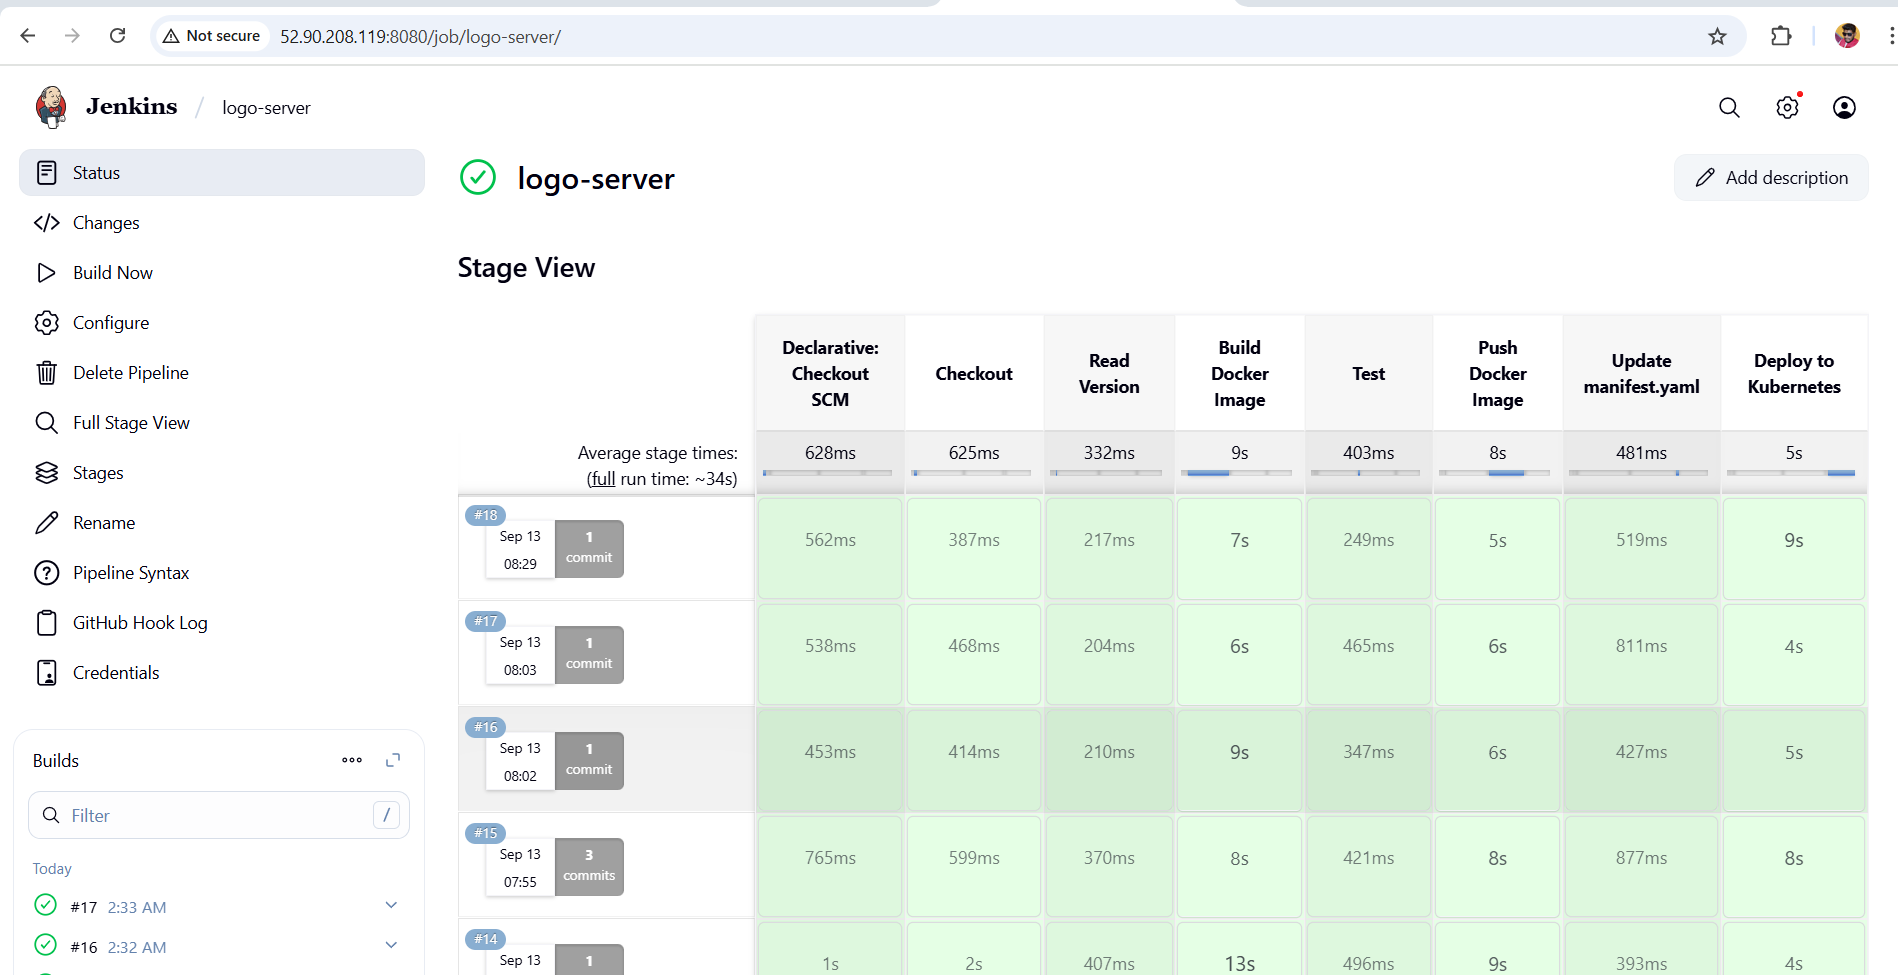 Not secure 52.90.208.119:8080/job/logo-server/
Jenkins / logo-server
Status
Changes
Build Now
Configure
Delete Pipeline
Full Stage View
Stages
Rename
Pipeline Syntax
GitHub Hook Log
Credentials
Builds
Filter /
Today
#17 2:33 AM
#16 2:32 AM
logo-server
Add description
Stage View
Declarative:
Checkout
SCM
Checkout
Read
Version
Build
Docker
Image
Test
Push
Docker
Image
Update
manifest.yaml
Deploy to
Kubernetes
Average stage times:
(full run time: ~34s)
628ms 625ms 332ms 9s 403ms 8s 481ms 5s
#18
Sep 13
08:29
1
commit
562ms 387ms 217ms 7s 249ms 5s 519ms 9s
#17
Sep 13
08:03
1
commit
538ms 468ms 204ms 6s 465ms 6s 811ms 4s
#16
Sep 13
08:02
1
commit
453ms 414ms 210ms 9s 347ms 6s 427ms 5s
#15
Sep 13
07:55
3
commits
765ms 599ms 370ms 8s 421ms 8s 877ms 8s
#14
Sep 13
1
1s 2s 407ms 13s 496ms 9s 393ms 4s